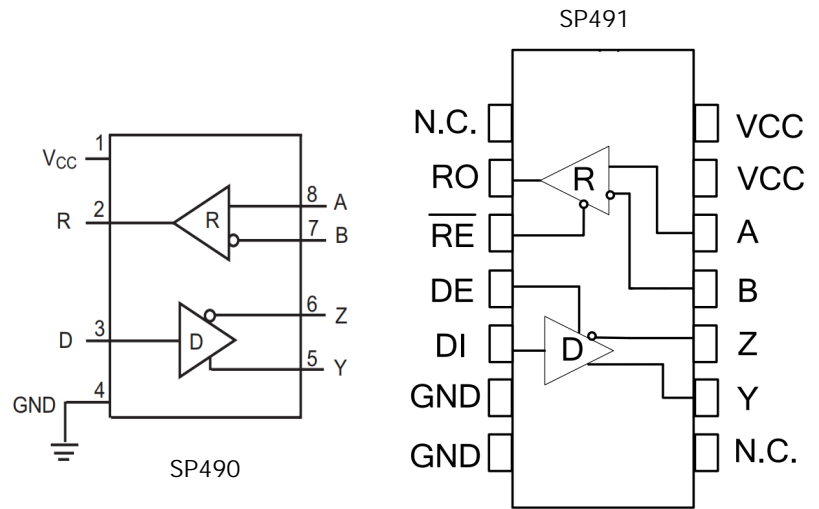 SP491
N.C.
VCC
RO
R
VCC
RE
A
DE
B
DI
D
Z
GND
Y
GND
N.C.
1
VCC
R
2
R
8
A
7
B
6
Z
D
3
D
5
Y
GND
4
SP490